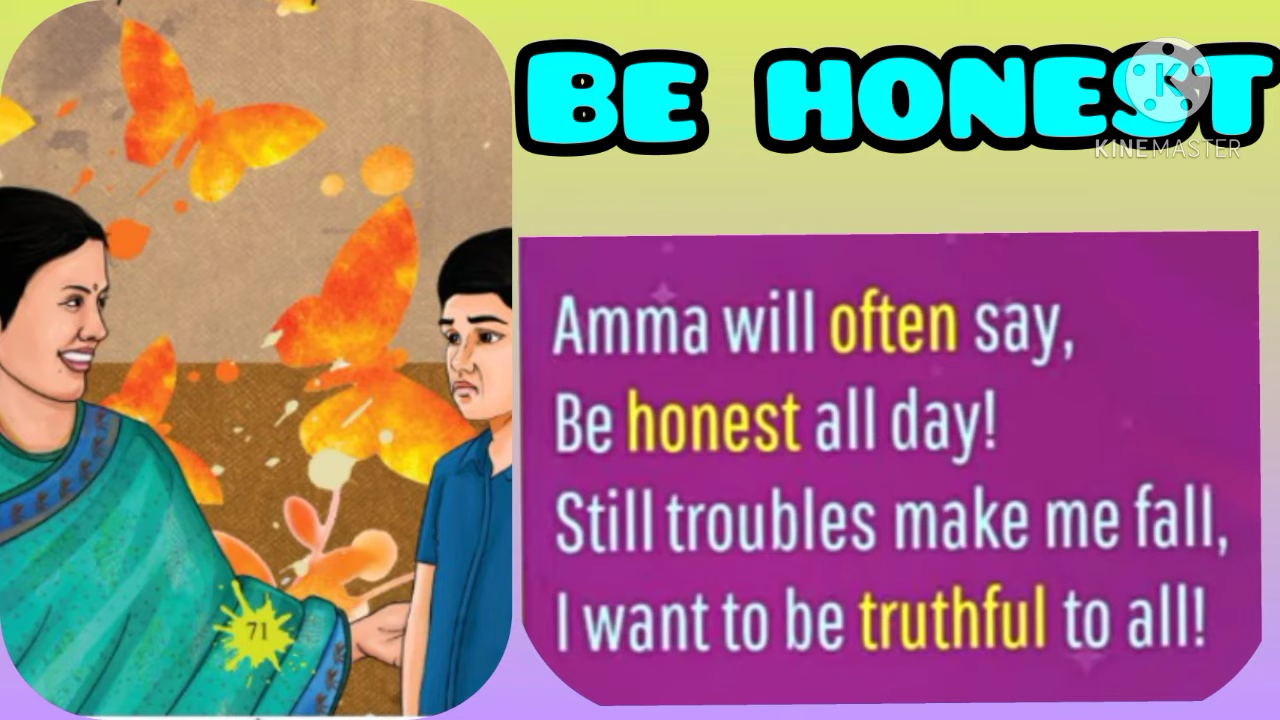 BE HONEST
KINEMASTER
Amma will often say,
Be honest all day!
Still troubles make me fall,
I want to be truthful to all!
71